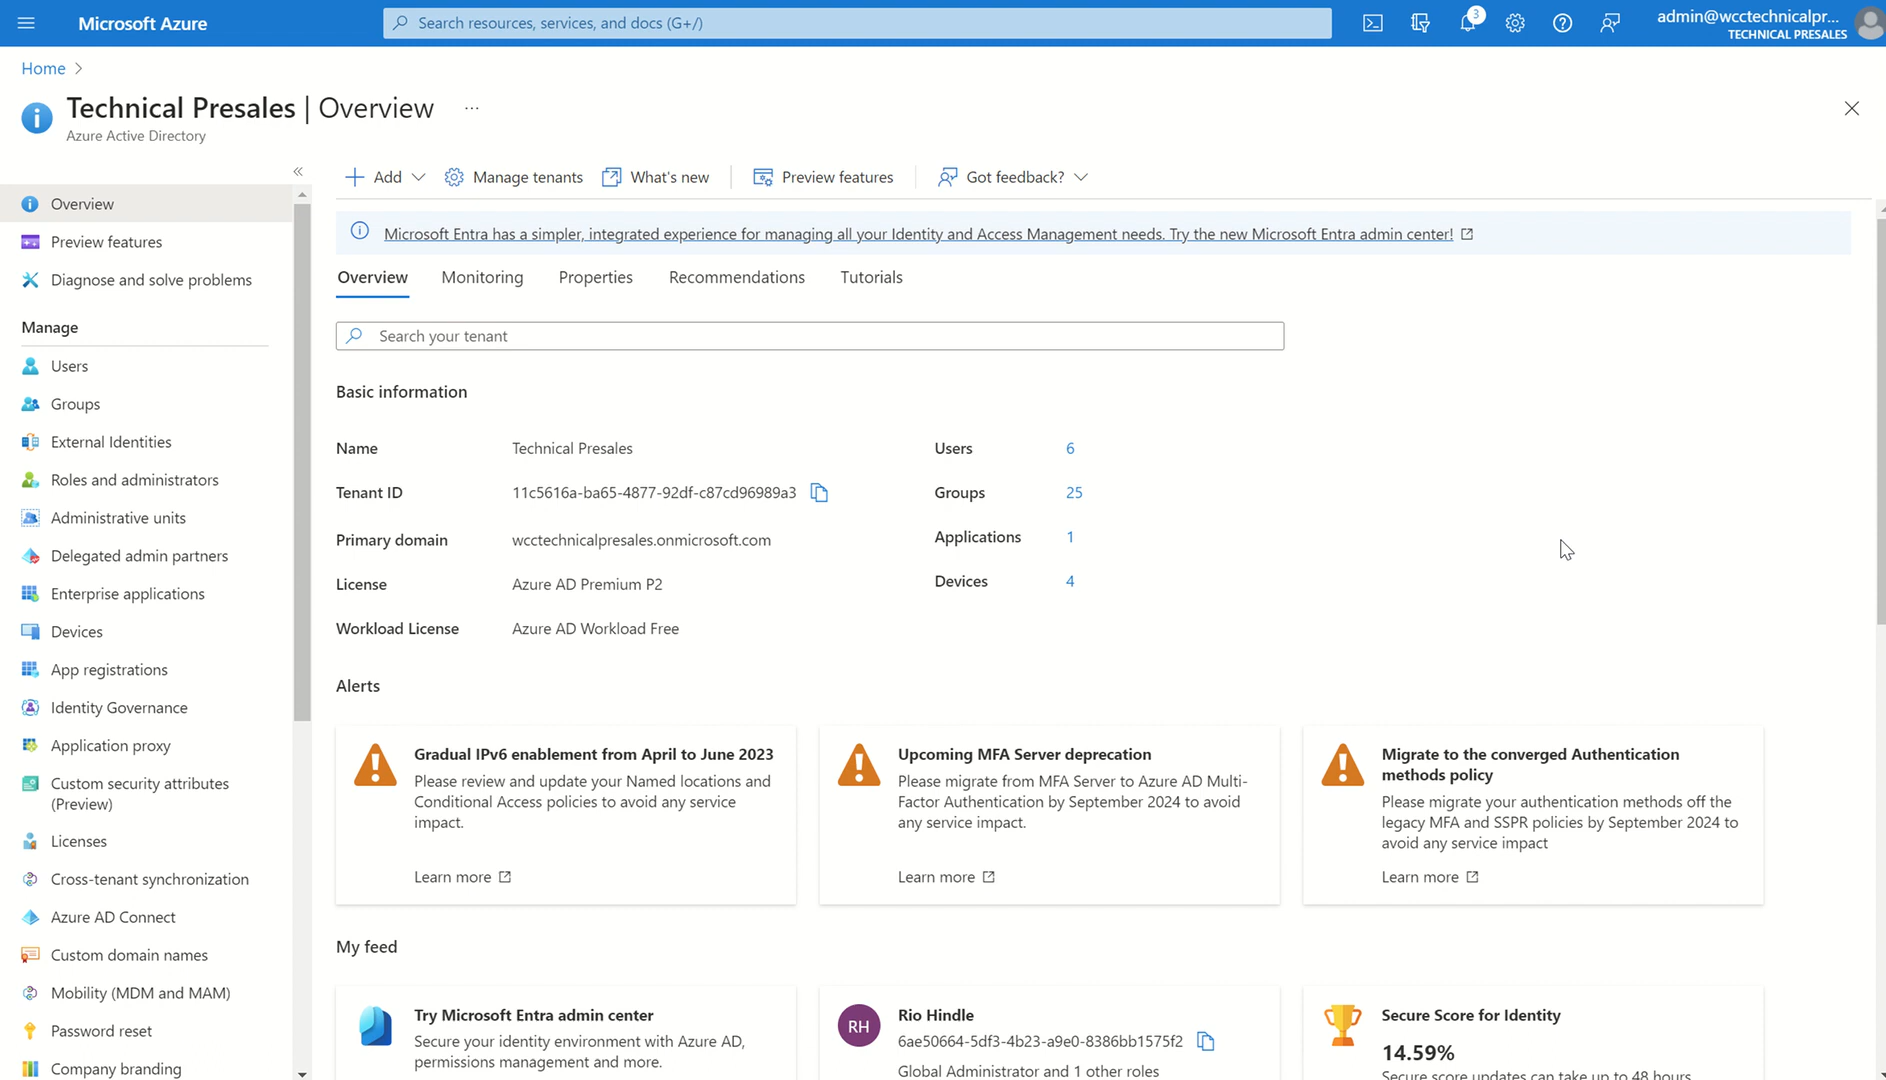 Microsoft Azure
Search resources, services, and docs (G+/)
3
admin@wcctechnicalpr...
TECHNICAL PRESALES
Home
Technical Presales | Overview ...
Azure Active Directory
Add
Manage tenants
What's new
Preview features
Got feedback?
Overview
Preview features
Diagnose and solve problems
Manage
Users
Groups
External Identities
Roles and administrators
Administrative units
Delegated admin partners
Enterprise applications
Devices
App registrations
Identity Governance
Application proxy
Custom security attributes
(Preview)
Licenses
Cross-tenant synchronization
Azure AD Connect
Custom domain names
Mobility (MDM and MAM)
Password reset
Company branding
Microsoft Entra has a simpler, integrated experience for managing all your Identity and Access Management needs. Try the new Microsoft Entra admin center!
Overview
Monitoring
Properties
Recommendations
Tutorials
Search your tenant
Basic information
Name Technical Presales
Tenant ID 11c5616a-ba65-4877-92df-c87cd96989a3
Primary domain wcctechnicalpresales.onmicrosoft.com
License Azure AD Premium P2
Workload License Azure AD Workload Free
Users 6
Groups 25
Applications 1
Devices 4
Alerts
Gradual IPv6 enablement from April to June 2023
Please review and update your Named locations and
Conditional Access policies to avoid any service
impact.
Learn more
Upcoming MFA Server deprecation
Please migrate from MFA Server to Azure AD Multi-
Factor Authentication by September 2024 to avoid
any service impact.
Learn more
Migrate to the converged Authentication
methods policy
Please migrate your authentication methods off the
legacy MFA and SSPR policies by September 2024 to
avoid any service impact
Learn more
My feed
Try Microsoft Entra admin center
Secure your identity environment with Azure AD,
permissions management and more.
RH
Rio Hindle
6ae50664-5df3-4b23-a9e0-8386bb1575f2
Global Administrator and 1 other roles
Secure Score for Identity
14.59%
Secure score updates can take up to 48 hours